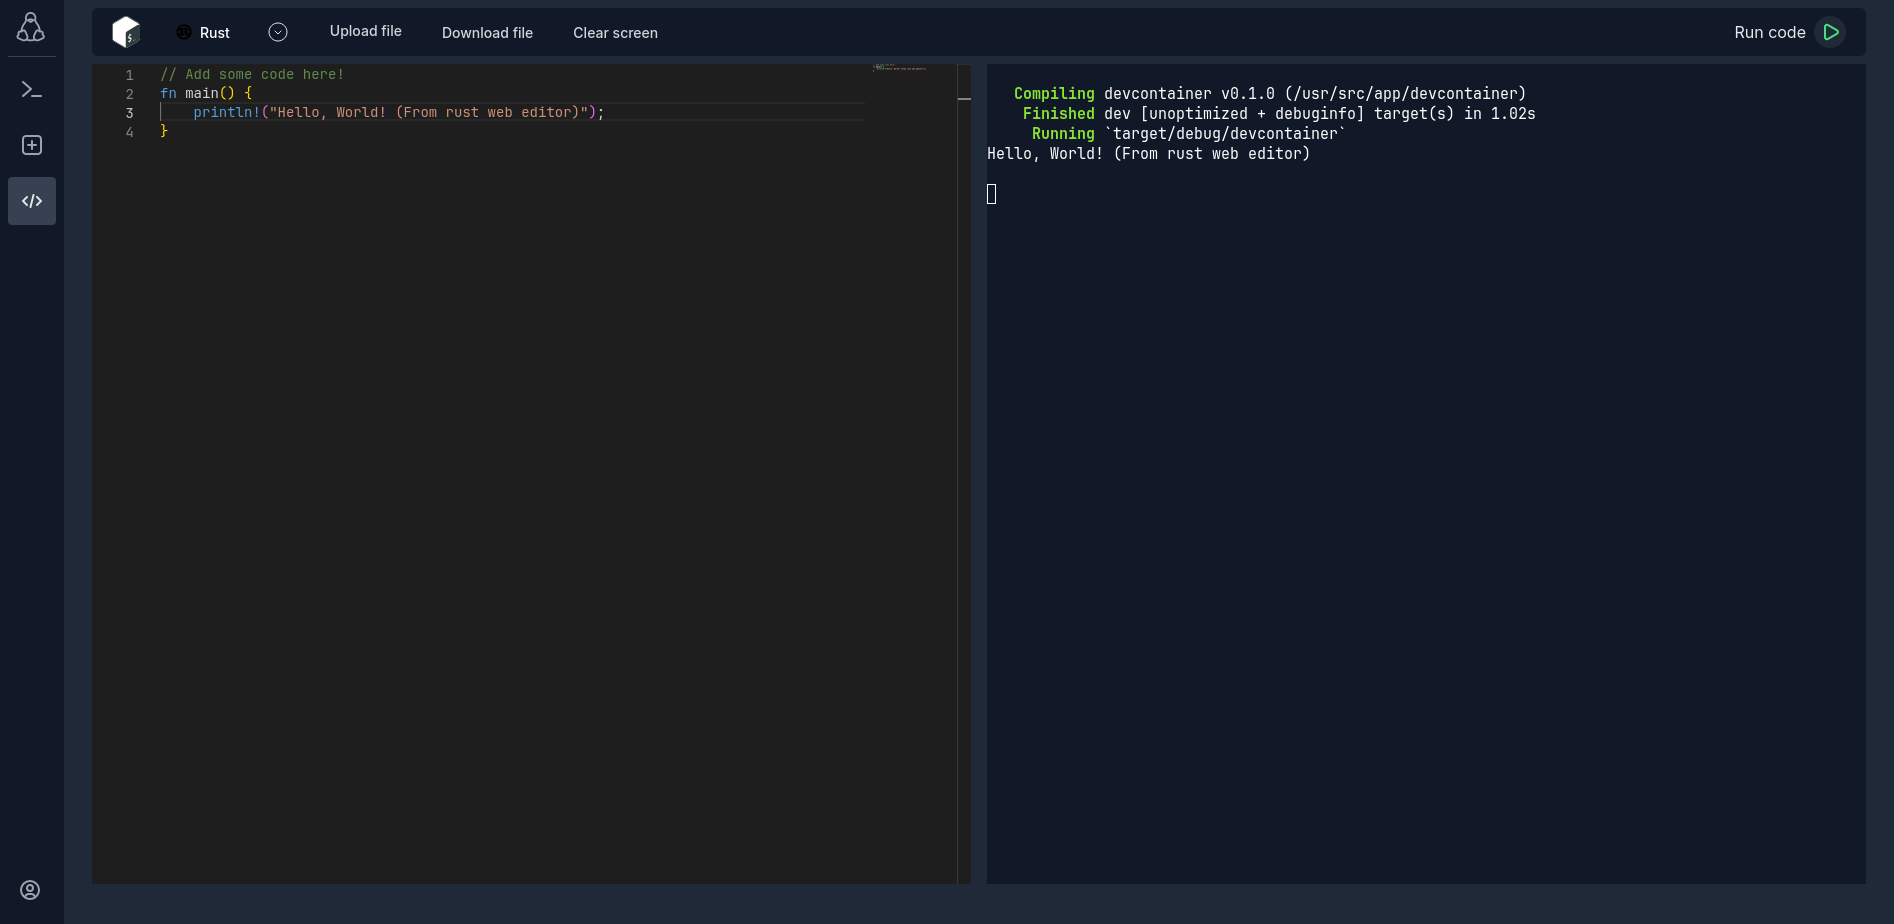 Rust
Upload file
Download file
Clear screen
Run code
1 // Add some code here!
2 fn main() {
3     println!("Hello, World! (From rust web editor)");
4 }
Compiling devcontainer v0.1.0 (/usr/src/app/devcontainer)
Finished dev [unoptimized + debuginfo] target(s) in 1.02s
Running `target/debug/devcontainer`
Hello, World! (From rust web editor)